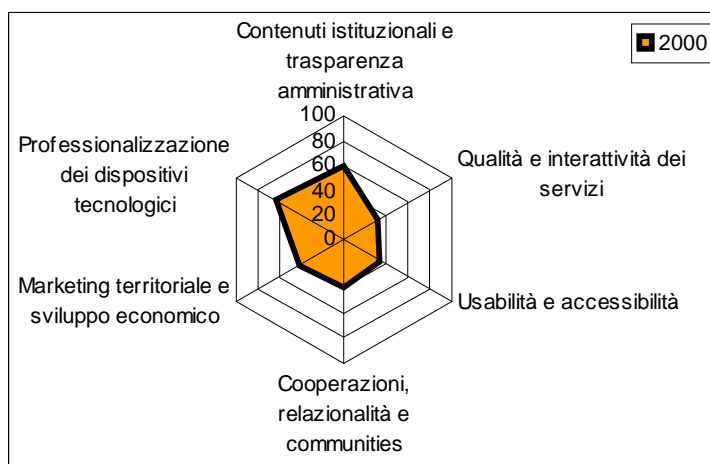 Contenuti istituzionali e
trasparenza
amministrativa
2000
100
80
60
40
20
0
Professionalizzazione
dei dispositivi
tecnologici
Qualità e interattività dei
servizi
Marketing territoriale e
sviluppo economico
Usabilità e accessibilità
Cooperazioni,
relazionalità e
communities